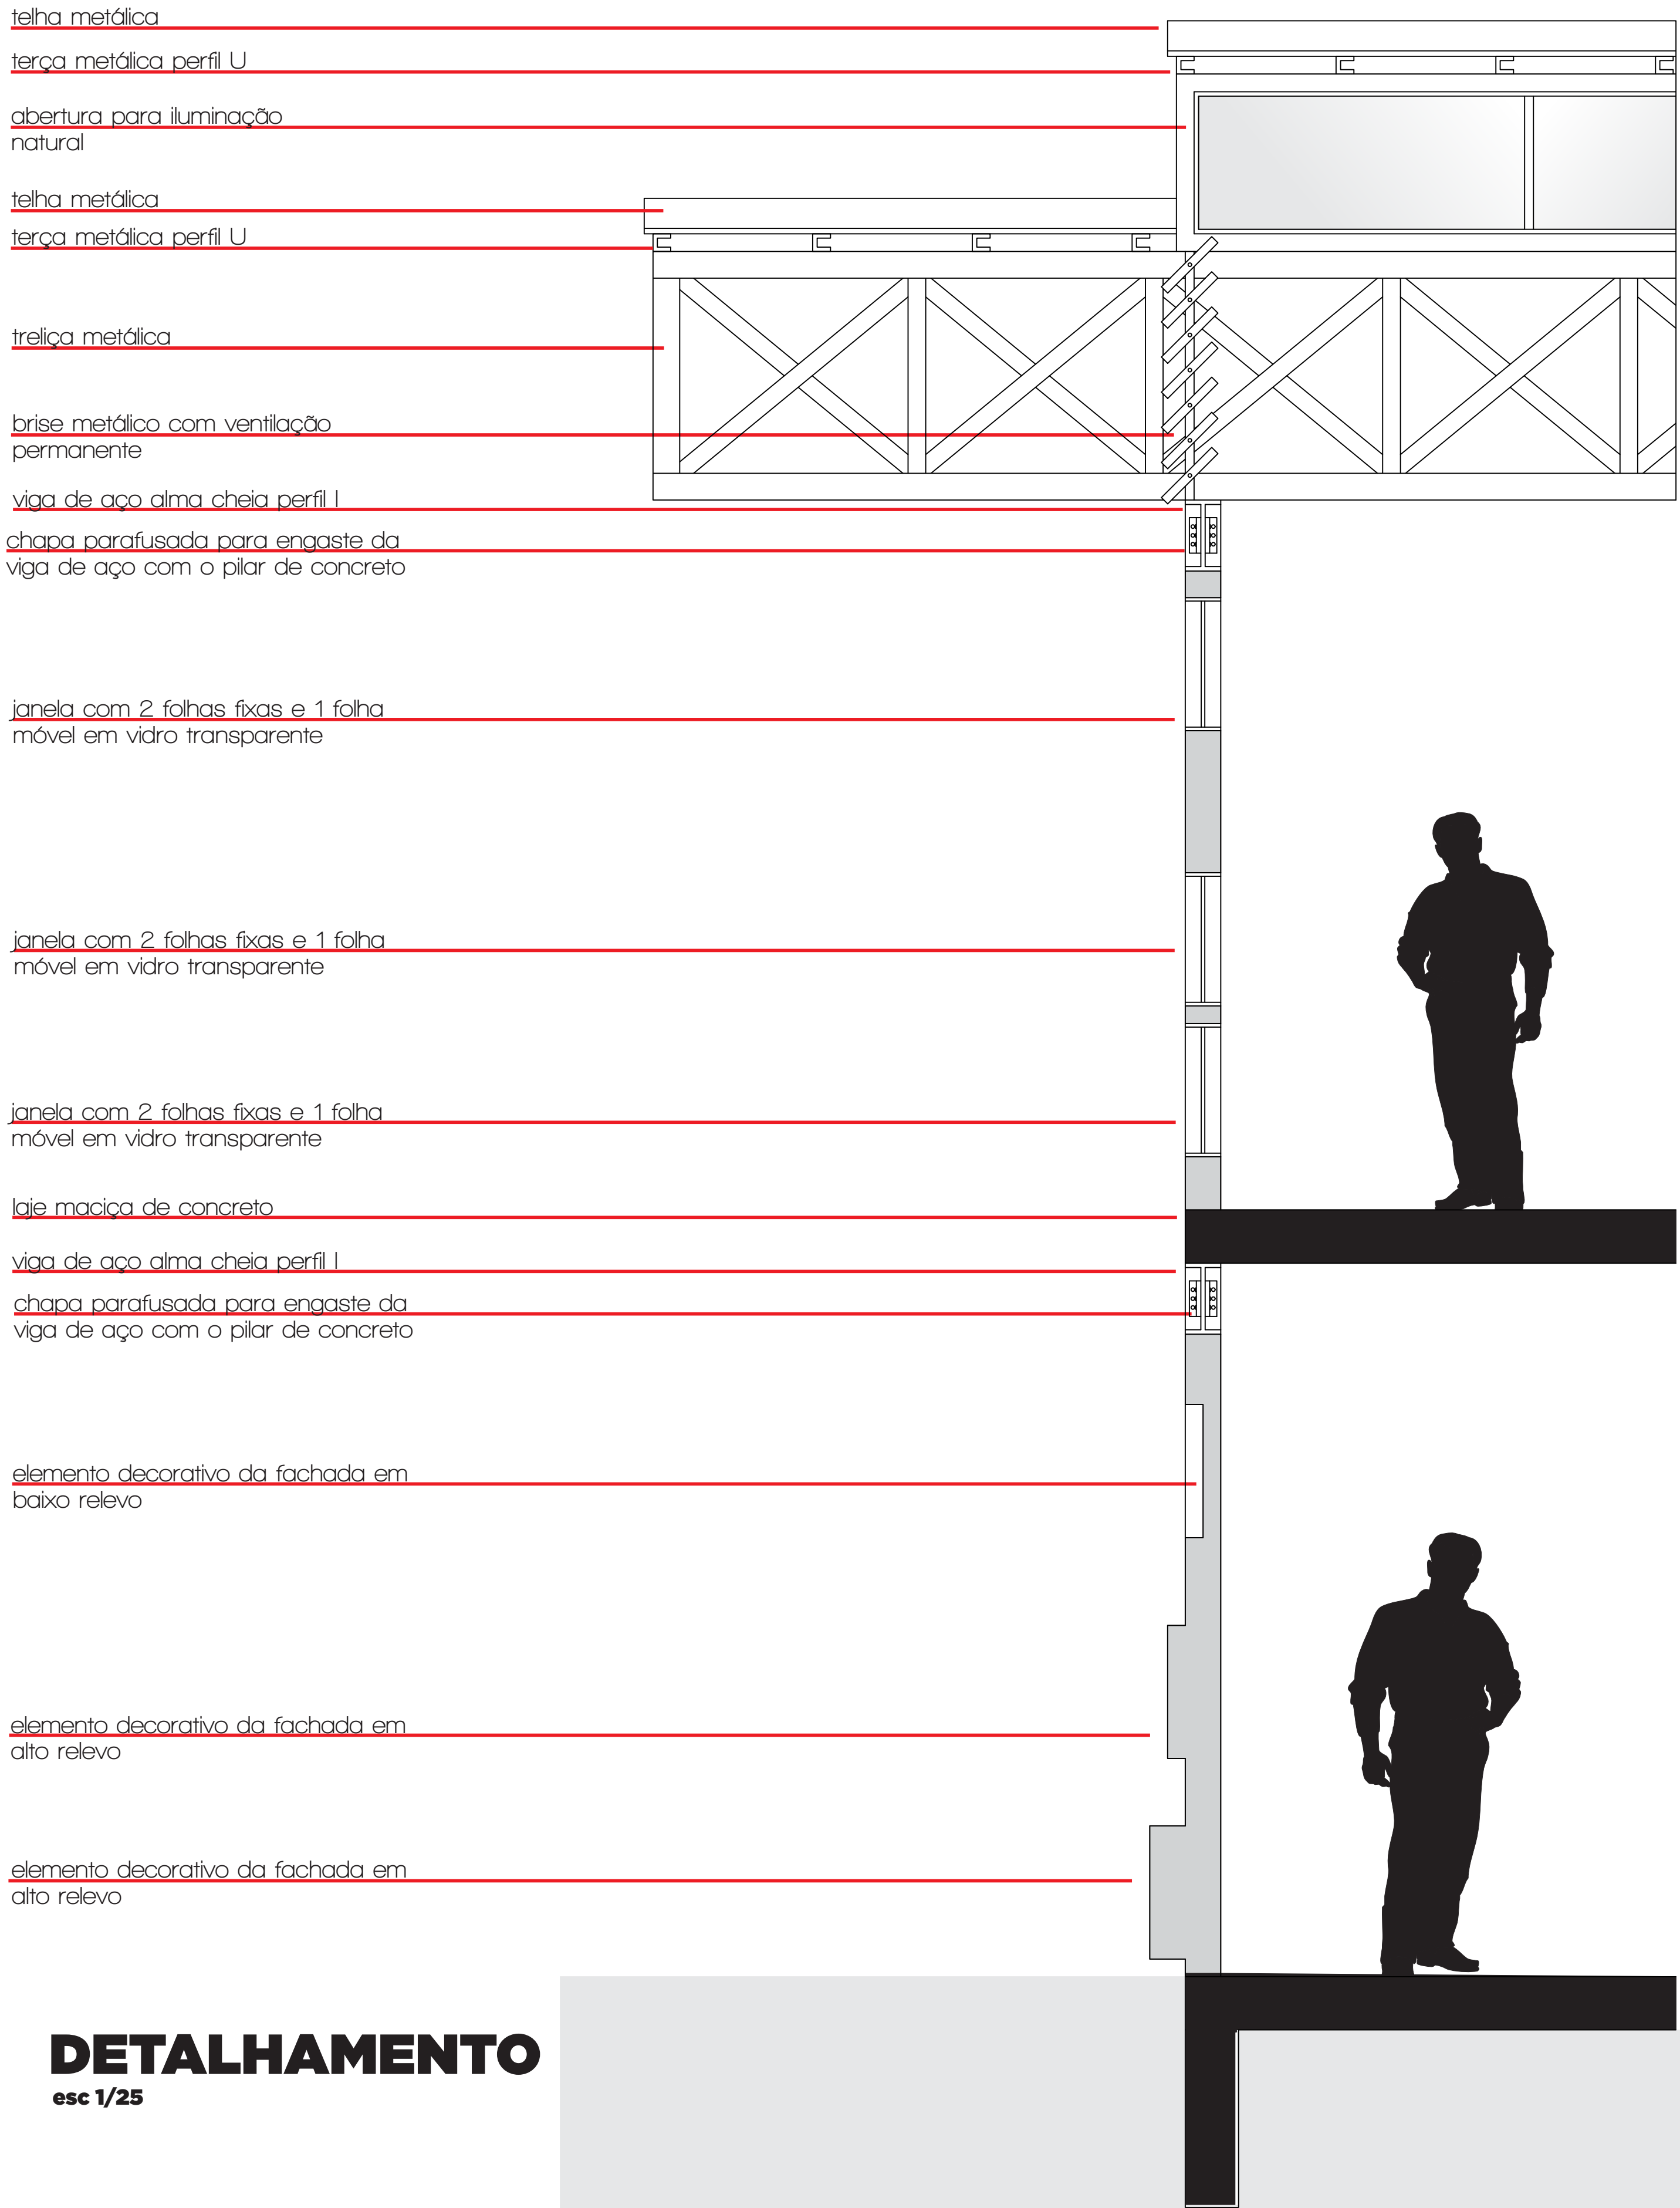 telha metálica
terça metálica perfil U
abertura para iluminação
natural
telha metálica
terça metálica perfil U
treliça metálica
brise metálico com ventilação
permanente
viga de aço alma cheia perfil I
chapa parafusada para engaste da
viga de aço com o pilar de concreto
janela com 2 folhas fixas e 1 folha
móvel em vidro transparente
janela com 2 folhas fixas e 1 folha
móvel em vidro transparente
janela com 2 folhas fixas e 1 folha
móvel em vidro transparente
laje maciça de concreto
viga de aço alma cheia perfil I
chapa parafusada para engaste da
viga de aço com o pilar de concreto
elemento decorativo da fachada em
baixo relevo
elemento decorativo da fachada em
alto relevo
elemento decorativo da fachada em
alto relevo
DETALHAMENTO
esc 1/25